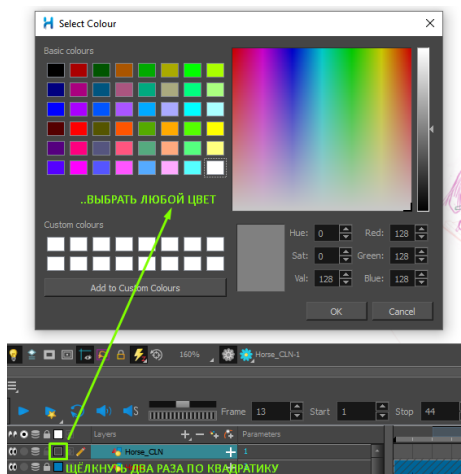 Select Colour
Basic colours
..ВЫБРАТЬ ЛЮБОЙ ЦВЕТ
Custom colours
Hue: 0 Red: 128
Sat: 0 Green: 128
Val: 128 Blue: 128
Add to Custom Colours
OK Cancel
160% Horse_CLN-1
S Frame 13 Start 1 Stop 44
Layers Parameters
Horse_CLN 1
ЩЁЛКНУТЬ ДВА РАЗА ПО КВАДРАТИКУ